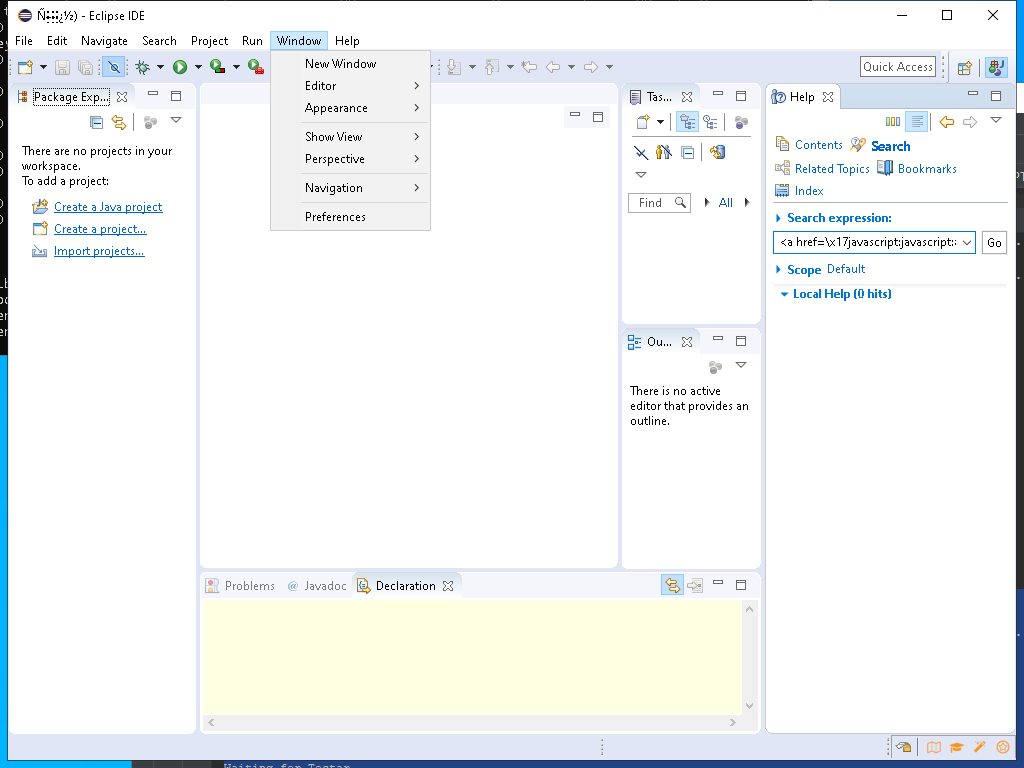 - Eclipse IDE
File Edit Navigate Search Project Run Window Help
Quick Access
New Window
Editor
Appearance
Show View
Perspective
Navigation
Preferences
Package Exp...
There are no projects in your
workspace.
To add a project:
Create a Java project
Create a project...
Import projects...
Tas...
Find
All
Ou...
There is no active
editor that provides an
outline.
Help
Contents Search
Related Topics Bookmarks
Index
Search expression:
<a href=\x17javascript:javascript:
Go
Scope Default
Local Help (0 hits)
Problems @ Javadoc Declaration
Waiting for Testar